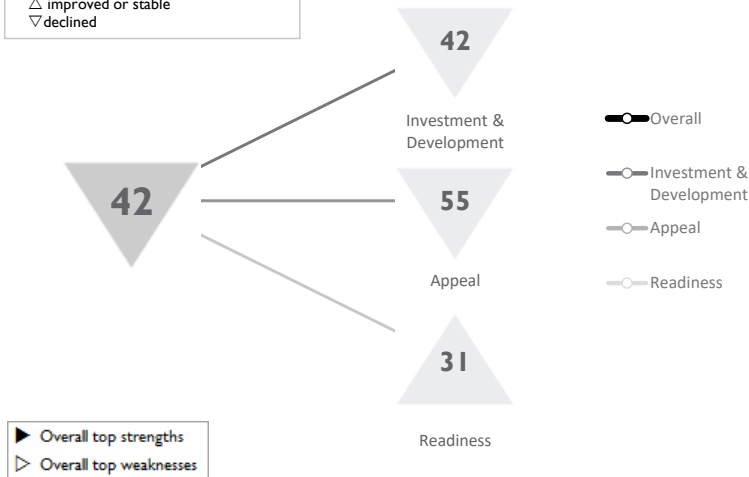 △ improved or stable
▽ declined
42
Investment &
Development
42
55
Appeal
31
Readiness
Overall
Investment &
Development
Appeal
Readiness
▶ Overall top strengths
▷ Overall top weaknesses